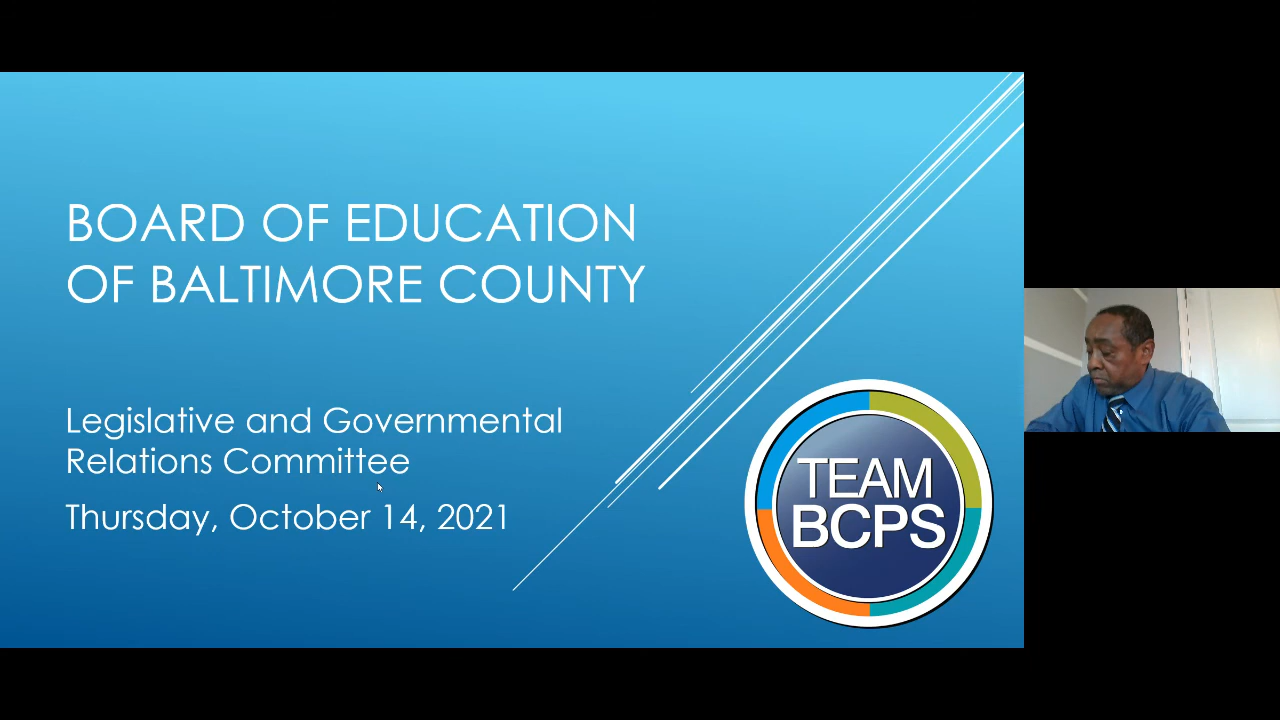 BOARD OF EDUCATION
OF BALTIMORE COUNTY
Legislative and Governmental
Relations Committee
Thursday, October 14, 2021
TEAM
BCPS